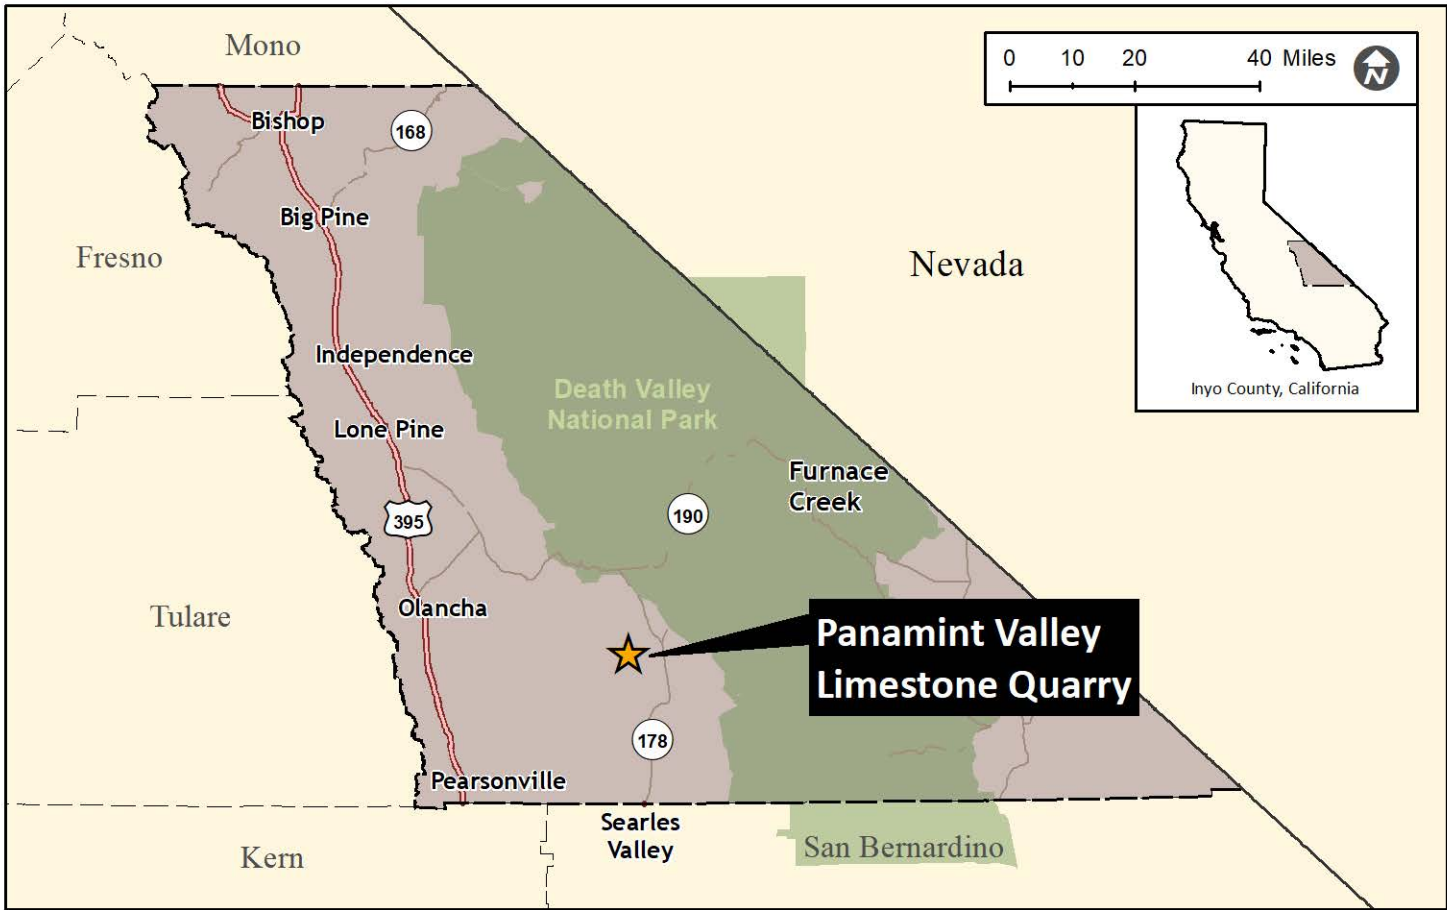 Mono
0 10 20 40 Miles
N
Bishop
168
Big Pine
Fresno
Nevada
Independence
Death Valley
National Park
Inyo County, California
Lone Pine
Furnace
Creek
190
395
Olancha
Tulare
Panamint Valley
Limestone Quarry
178
Pearsonville
Searles
Valley
Kern
San Bernardino